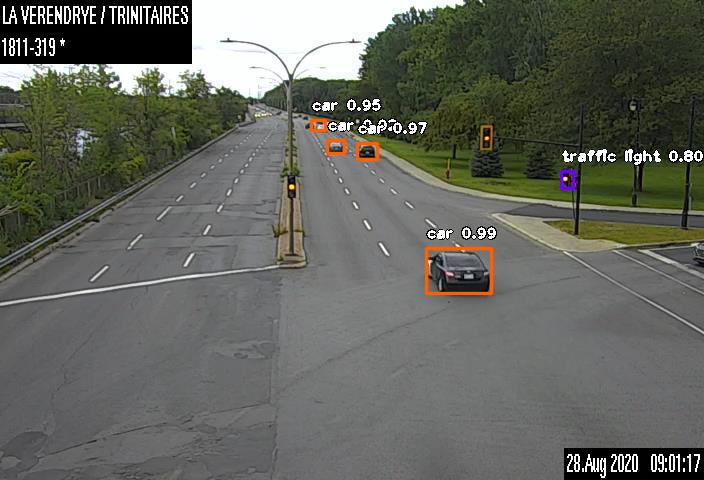 LA VERENDRYE / TRINITAIRES
1811-319 *
car 0.95
car
car 0.97
traffic light 0.80
car 0.99
28.Aug 2020 09:01:17